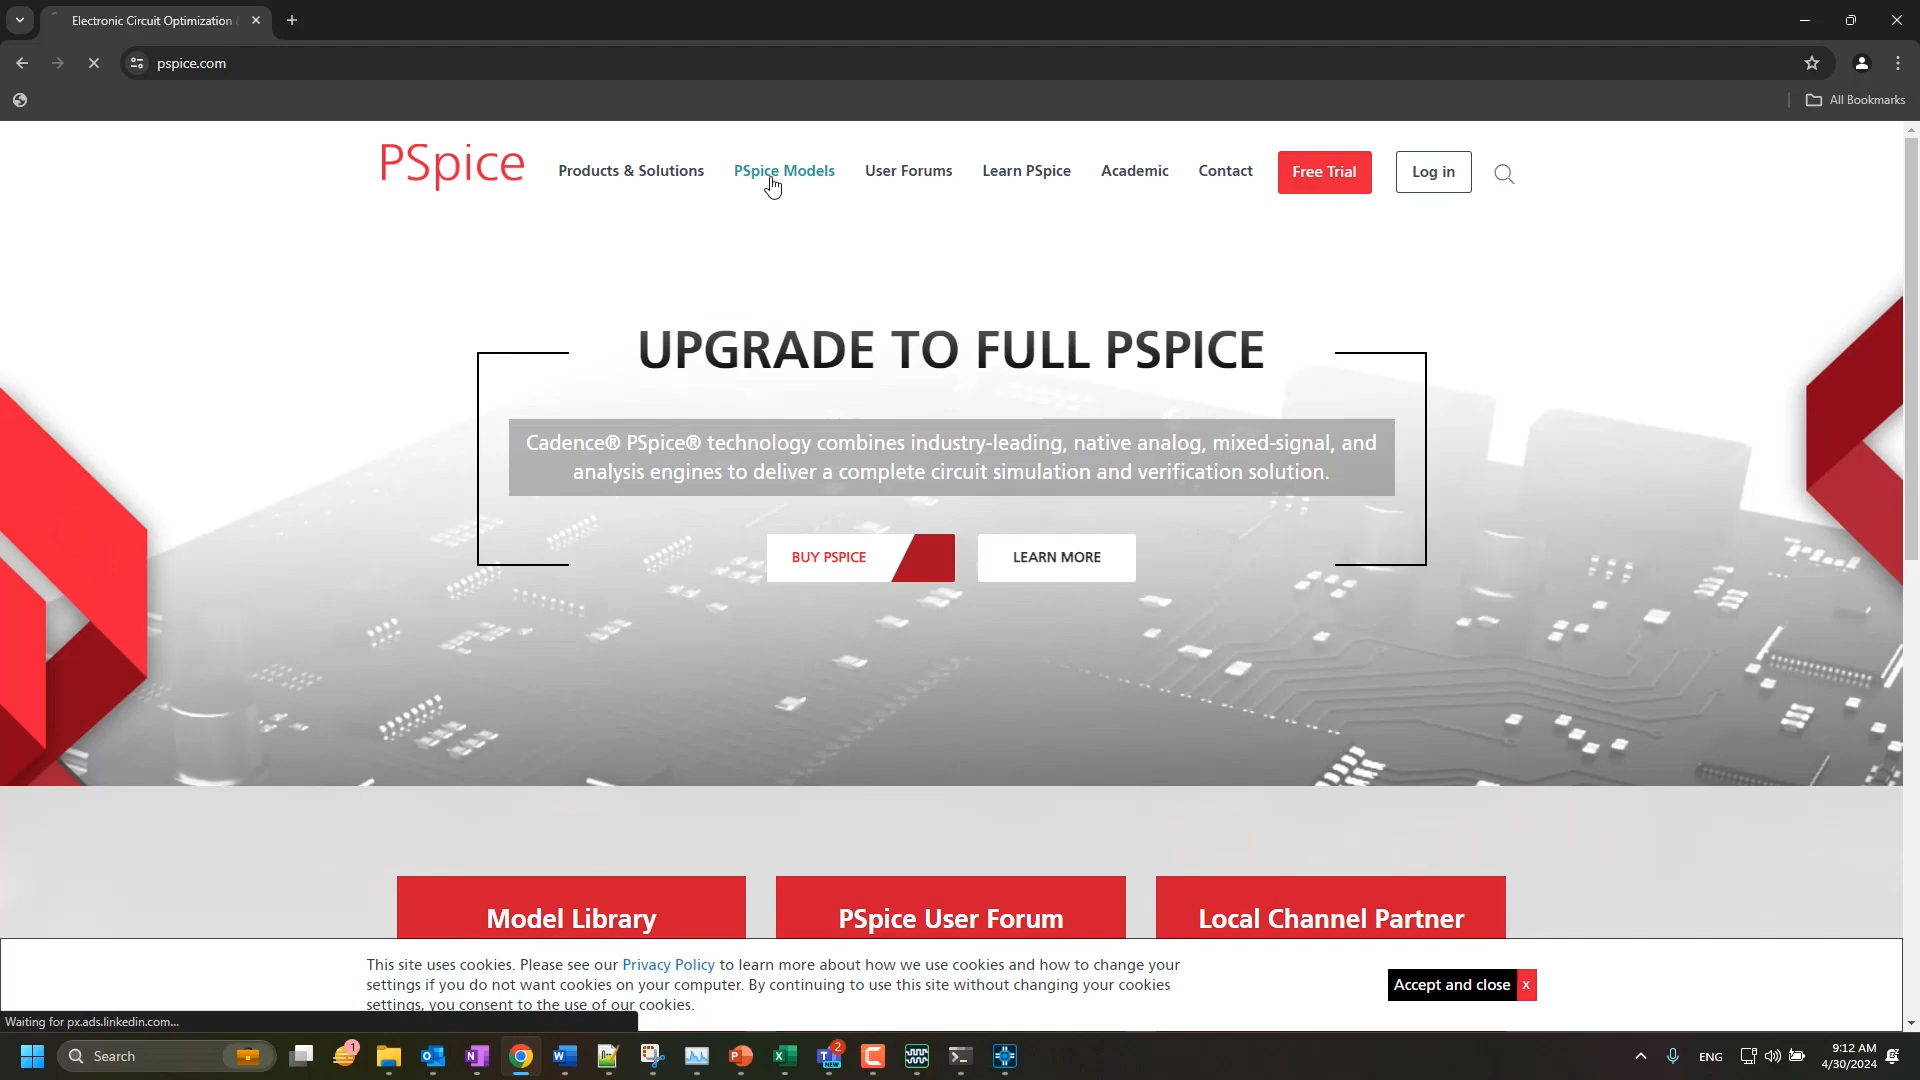 Electronic Circuit Optimization
pspice.com
All Bookmarks
PSpice
Products & Solutions
PSpice Models
User Forums
Learn PSpice
Academic
Contact
Free Trial
Log in
UPGRADE TO FULL PSPICE
Cadence® PSpice® technology combines industry-leading, native analog, mixed-signal, and
analysis engines to deliver a complete circuit simulation and verification solution.
BUY PSPICE
LEARN MORE
Model Library
PSpice User Forum
Local Channel Partner
This site uses cookies. Please see our Privacy Policy to learn more about how we use cookies and how to change your
settings if you do not want cookies on your computer. By continuing to use this site without changing your cookies
settings, you consent to the use of our cookies.
Accept and close x
Waiting for px.ads.linkedin.com...
Search
1
2
NEW
ENG
9:12 AM
4/30/2024